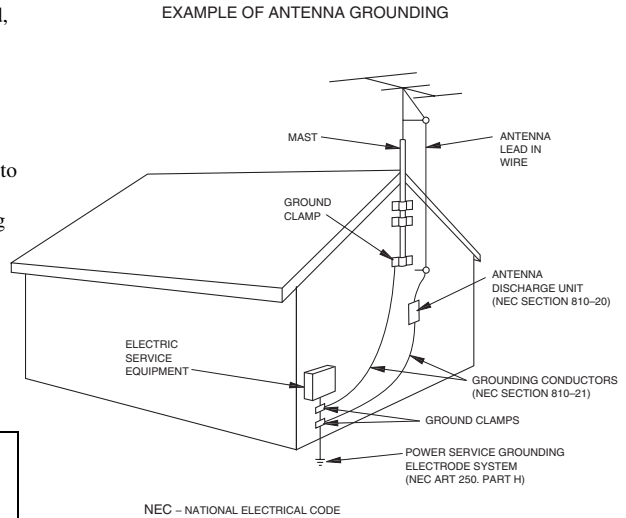 l,
EXAMPLE OF ANTENNA GROUNDING
MAST
ANTENNA
LEAD IN
WIRE
to
GROUND
CLAMP
g
ANTENNA
DISCHARGE UNIT
(NEC SECTION 810–20)
ELECTRIC
SERVICE
EQUIPMENT
GROUNDING CONDUCTORS
(NEC SECTION 810–21)
GROUND CLAMPS
POWER SERVICE GROUNDING
ELECTRODE SYSTEM
(NEC ART 250. PART H)
NEC – NATIONAL ELECTRICAL CODE